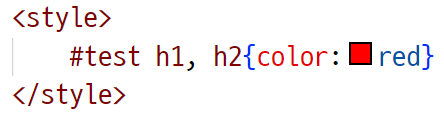 <style>
#test h1, h2{color:red}
</style>